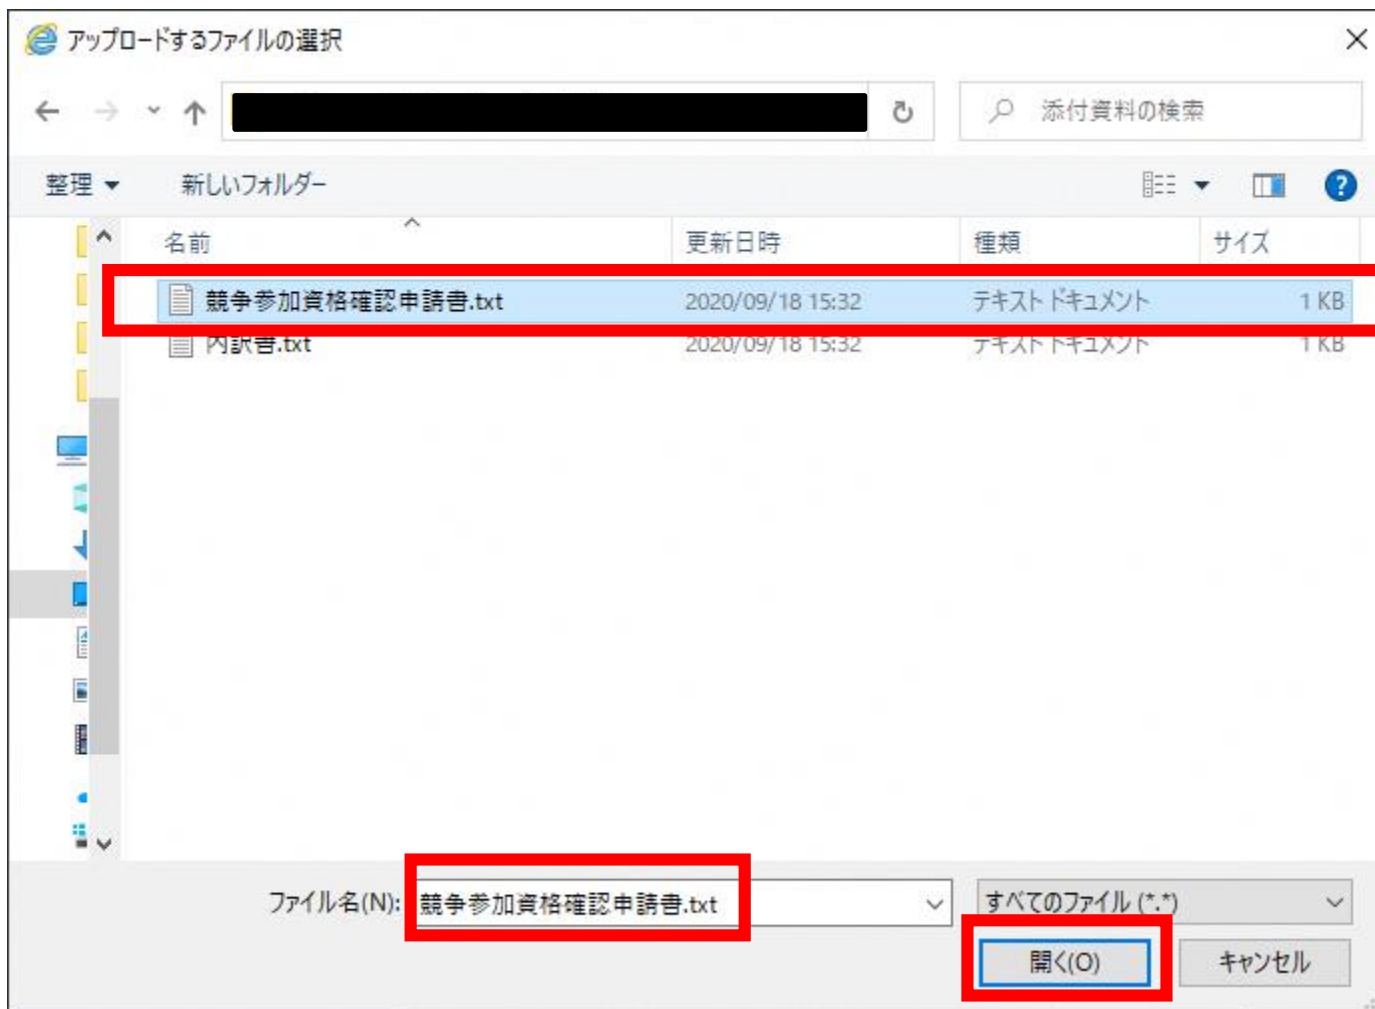 アップロードするファイルの選択
添付資料の検索
整理 新しいフォルダー
名前 更新日時 種類 サイズ
競争参加資格確認申請書.txt 2020/09/18 15:32 テキスト ドキュメント 1 KB
内訳書.txt 2020/09/18 15:32 テキスト ドキュメント 1 KB
ファイル名(N): 競争参加資格確認申請書.txt すべてのファイル (*.*)
開く(O) キャンセル